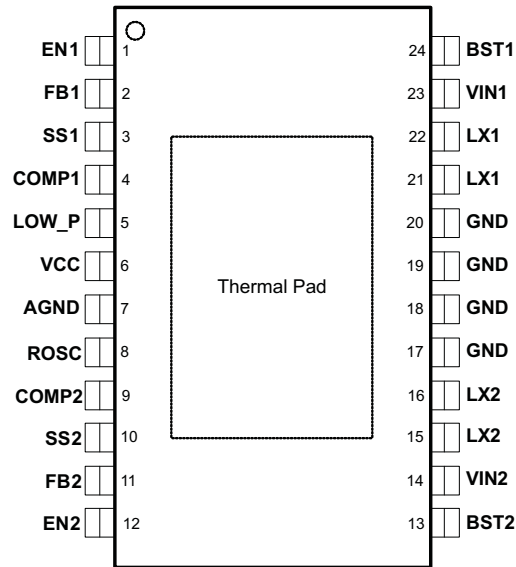 EN1 1 24 BST1
FB1 2 23 VIN1
SS1 3 22 LX1
COMP1 4 21 LX1
LOW_P 5 20 GND
VCC 6 19 GND
Thermal Pad
AGND 7 18 GND
ROSC 8 17 GND
COMP2 9 16 LX2
SS2 10 15 LX2
FB2 11 14 VIN2
EN2 12 13 BST2